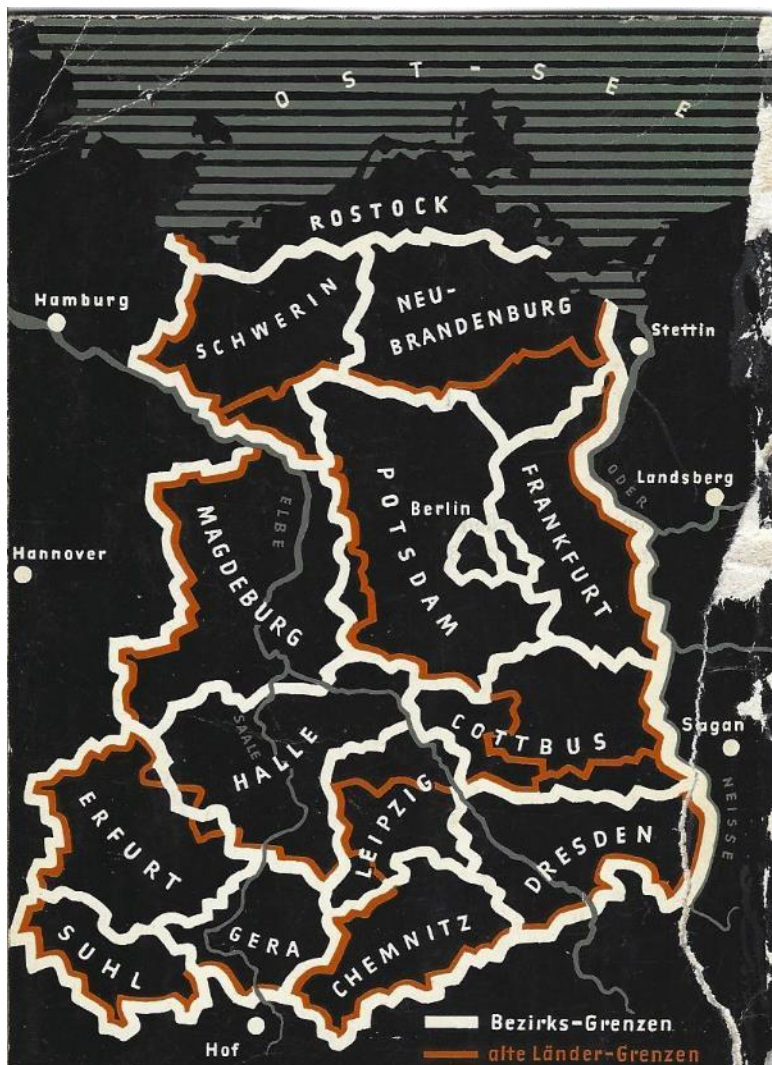 OST-SEE
ROSTOCK
Hamburg
SCHWERIN
NEU-
BRANDENBURG
Stettin
POTSDAM
Berlin
FRANKFURT
ODER
Landsberg
ELBE
MAGDEBURG
Hannover
COTTBUS
Sagan
SAALE
HALLE
NEISSE
LEIPZIG
ERFURT
DRESDEN
SUHL
GERA
CHEMNITZ
Hof
Bezirks-Grenzen
alte Länder-Grenzen